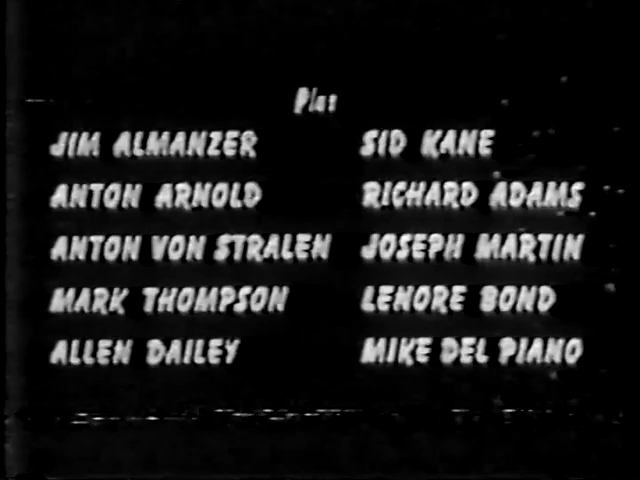 Plus
JIM ALMANZER
SID KANE
ANTON ARNOLD
RICHARD ADAMS
ANTON VON STRALEN
JOSEPH MARTIN
MARK THOMPSON
LENORE BOND
ALLEN DAILEY
MIKE DEL PIANO